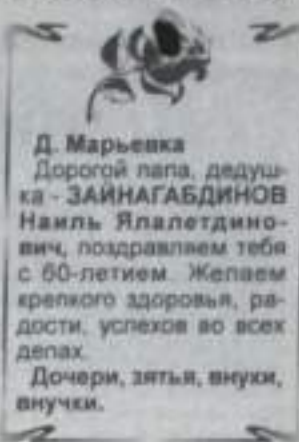 Д. Марьевка
Дорогой папа, дедуш-
ка - ЗАЙНАГАБДИНОВ
Наиль Ялалетдино-
вич, поздравляем тебя
с 60-летием. Желаем
крепкого здоровья, ра-
дости, успехов во всех
делах.
Дочери, зятья, внуки,
внучки.